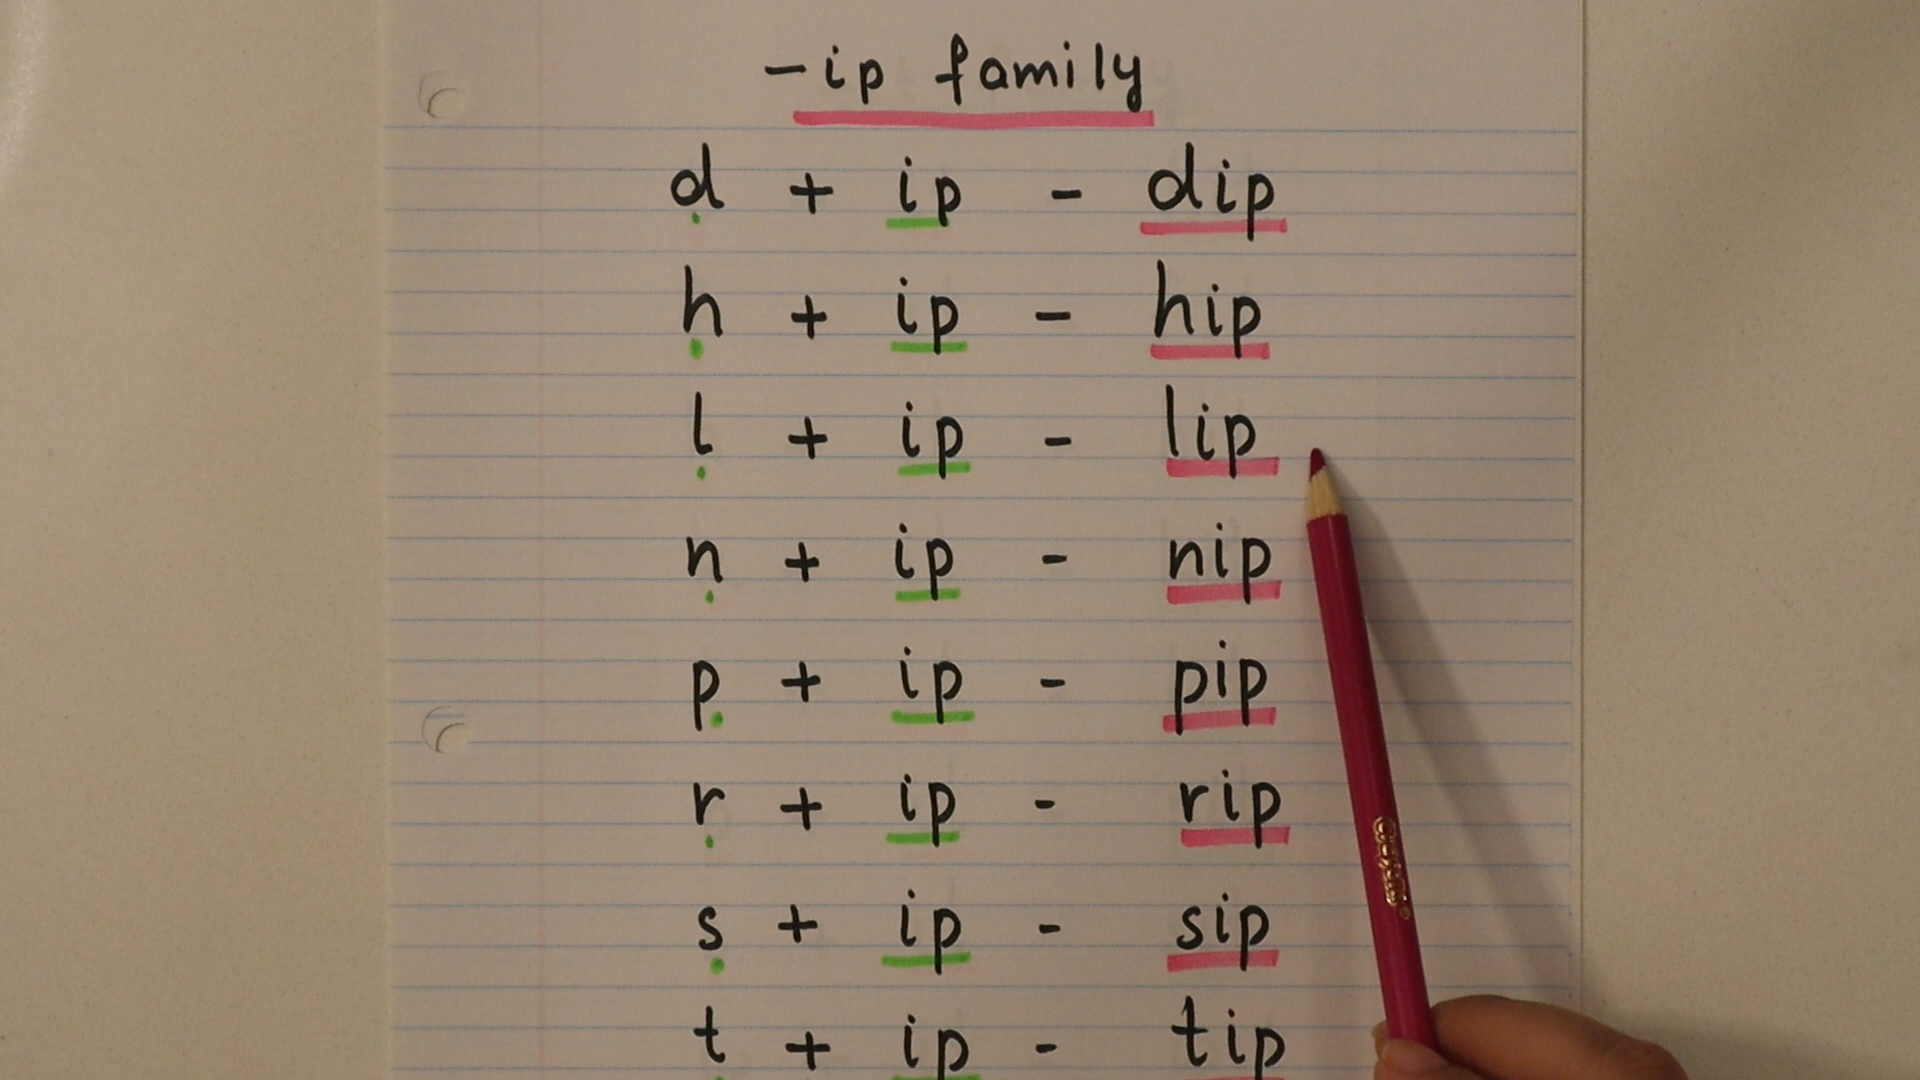 -ip family
d + ip - dip
h + ip - hip
l + ip - lip
n + ip - nip
p + ip - pip
r + ip - rip
s + ip - sip
t + ip - tip